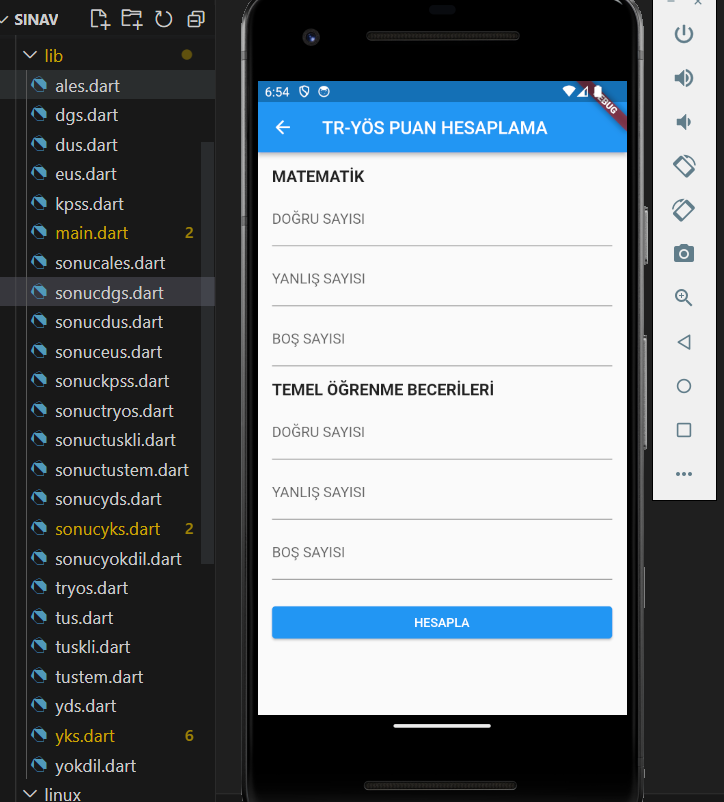 SINAV
lib
ales.dart
dgs.dart
dus.dart
eus.dart
kpss.dart
main.dart 2
sonucales.dart
sonucdgs.dart
sonucdus.dart
sonuceus.dart
sonuckpss.dart
sonuctryos.dart
sonuctuskli.dart
sonuctustem.dart
sonucyds.dart
sonucyks.dart 2
sonucyokdil.dart
tryos.dart
tus.dart
tuskli.dart
tustem.dart
yds.dart
yks.dart 6
yokdil.dart
linux
6:54
TR-YÖS PUAN HESAPLAMA
MATEMATİK
DOĞRU SAYISI
YANLIŞ SAYISI
BOŞ SAYISI
TEMEL ÖĞRENME BECERİLERİ
DOĞRU SAYISI
YANLIŞ SAYISI
BOŞ SAYISI
HESAPLA